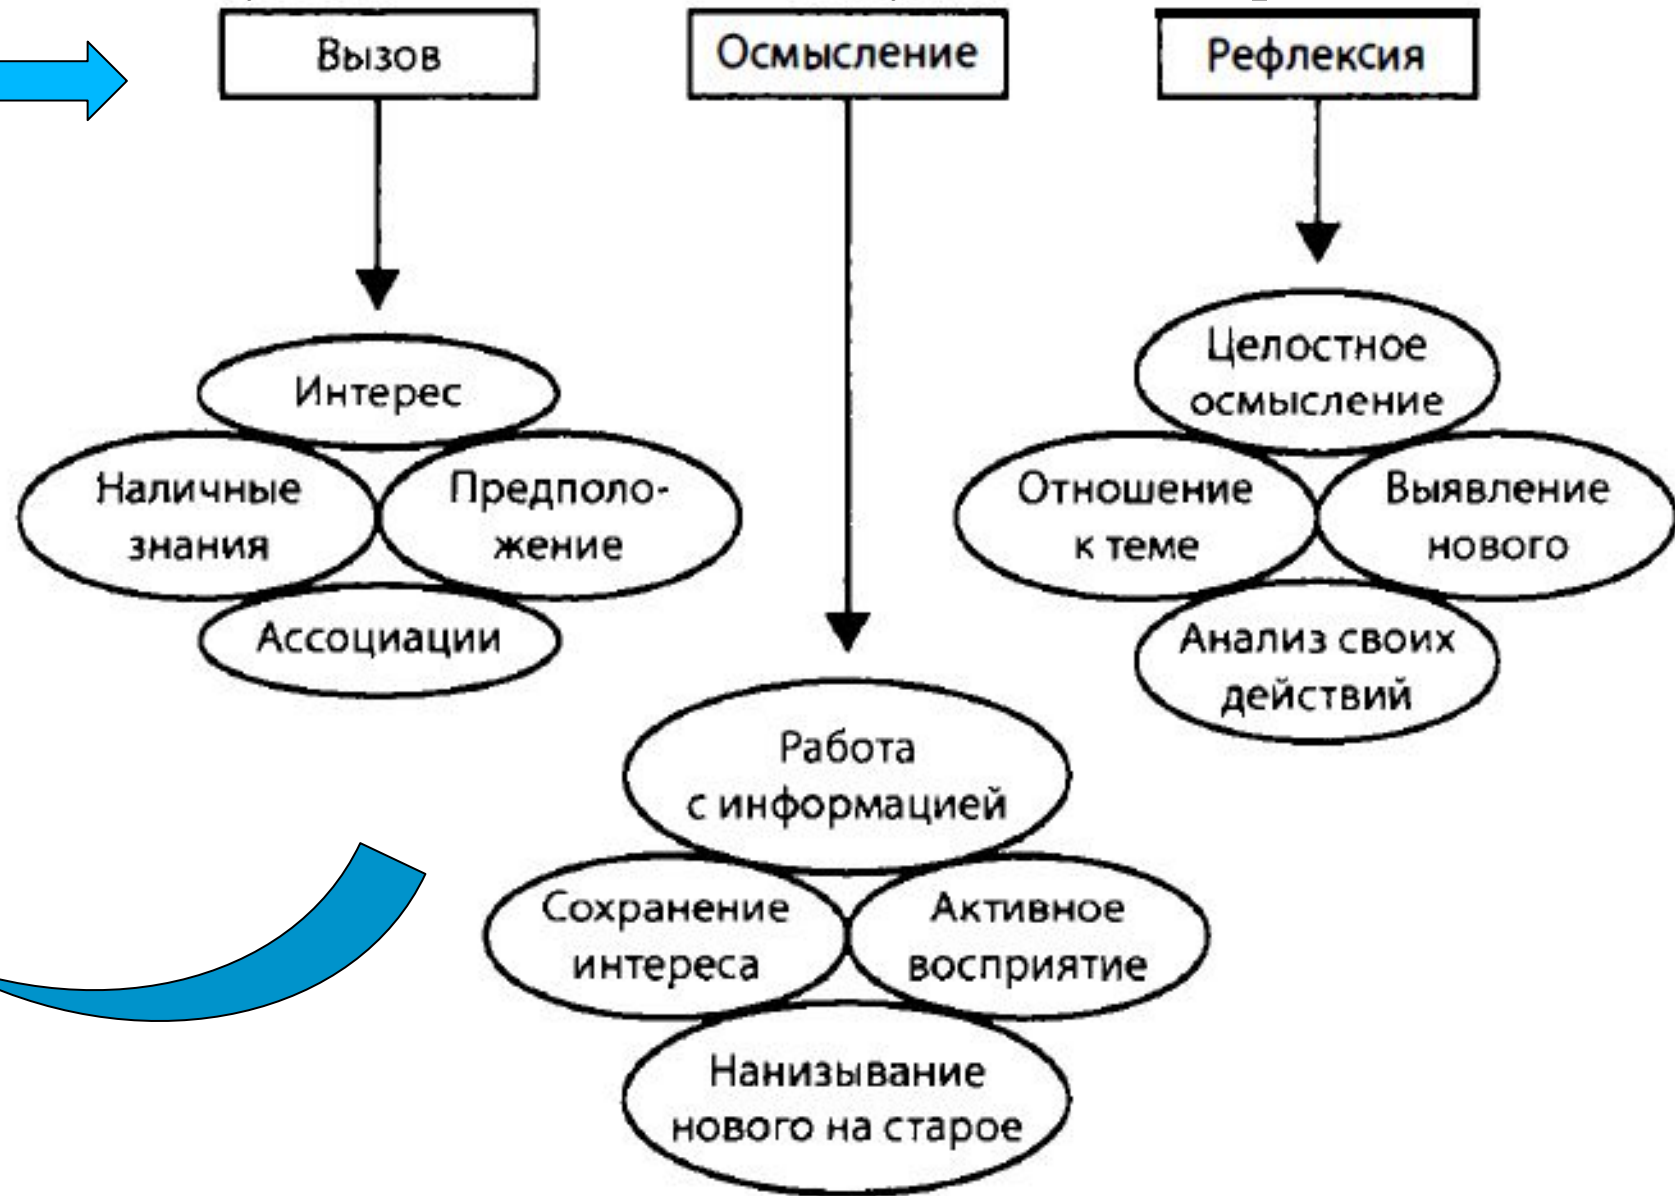 Вызов
Осмысление
Рефлексия
Интерес
Наличные
знания
Предполо-
жение
Ассоциации
Целостное
осмысление
Отношение
к теме
Выявление
нового
Анализ своих
действий
Работа
с информацией
Сохранение
интереса
Активное
восприятие
Нанизывание
нового на старое